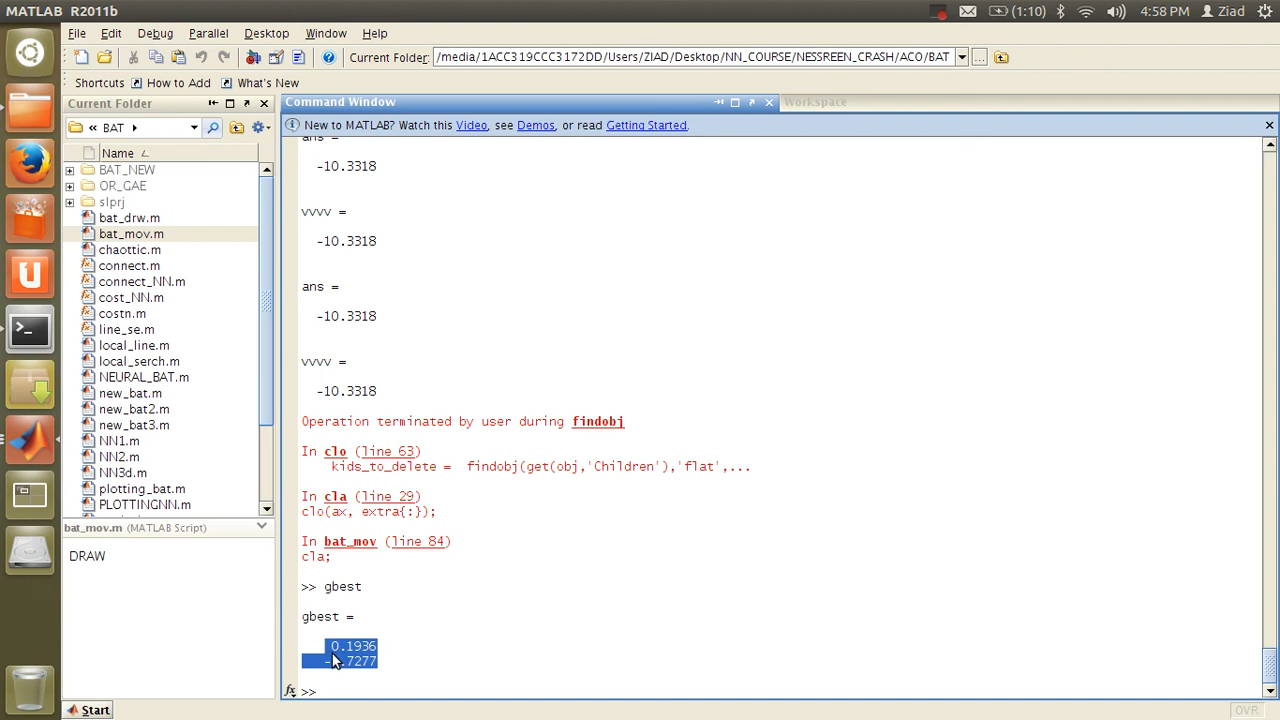 MATLAB R2011b
(1:10)
4:58 PM
Ziad
File Edit Debug Parallel Desktop Window Help
Current Folder: /media/1ACC319CCC3172DD/Users/ZIAD/Desktop/NN_COURSE/NESSREEN_CRASH/ACO/BAT
Shortcuts How to Add What's New
Current Folder
Command Window
Workspace
« BAT
New to MATLAB? Watch this Video, see Demos, or read Getting Started.
Name
BAT_NEW
OR_GAE
slprj
bat_drw.m
bat_mov.m
chaottic.m
connect.m
connect_NN.m
cost_NN.m
costn.m
line_se.m
local_line.m
local_serch.m
NEURAL_BAT.m
new_bat.m
new_bat2.m
new_bat3.m
NN1.m
NN2.m
NN3d.m
plotting_bat.m
PLOTTINGNN.m
bat_mov.m (MATLAB Script)
DRAW
ans =
-10.3318
vvvv =
-10.3318
ans =
-10.3318
vvvv =
-10.3318
Operation terminated by user during findobj
In clo (line 63)
kids_to_delete = findobj(get(obj,'Children'),'flat',...
In cla (line 29)
clo(ax, extra{:});
In bat_mov (line 84)
cla;
>> gbest
gbest =
0.1936
fx >>
Start
OVR